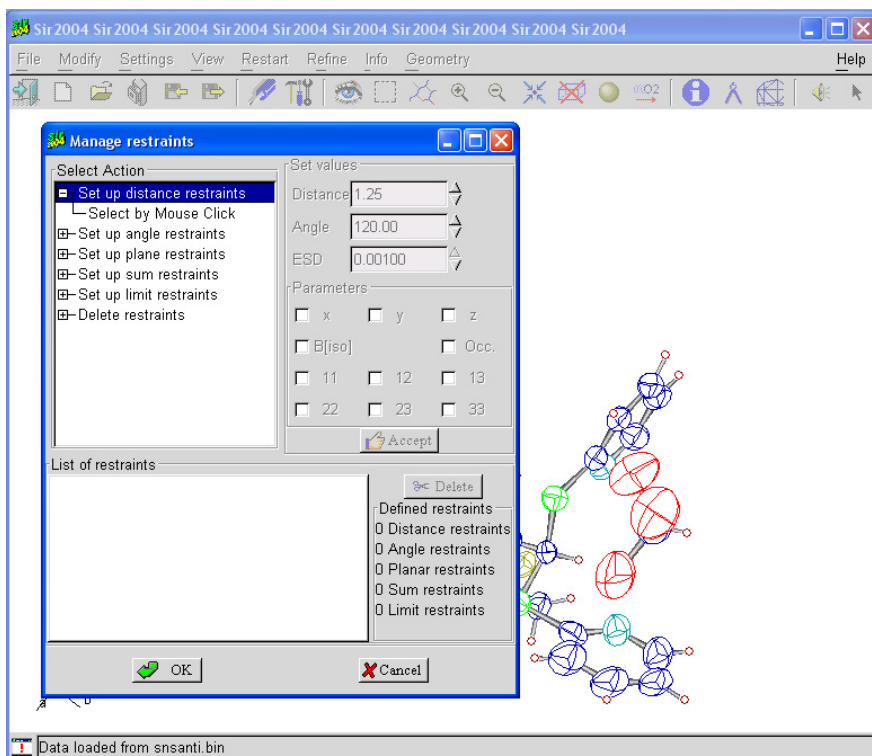 Sir2004 Sir2004 Sir2004 Sir2004 Sir2004 Sir2004 Sir2004 Sir2004 Sir2004
File Modify Settings View Restart Refine Info Geometry Help
Manage restraints
Select Action
Set up distance restraints
Select by Mouse Click
Set up angle restraints
Set up plane restraints
Set up sum restraints
Set up limit restraints
Delete restraints
Set values
Distance 1.25
Angle 120.00
ESD 0.00100
Parameters
x y z
B[iso] Occ.
11 12 13
22 23 33
Accept
List of restraints
Delete
Defined restraints
0 Distance restraints
0 Angle restraints
0 Planar restraints
0 Sum restraints
0 Limit restraints
OK Cancel
Data loaded from snsanti.bin